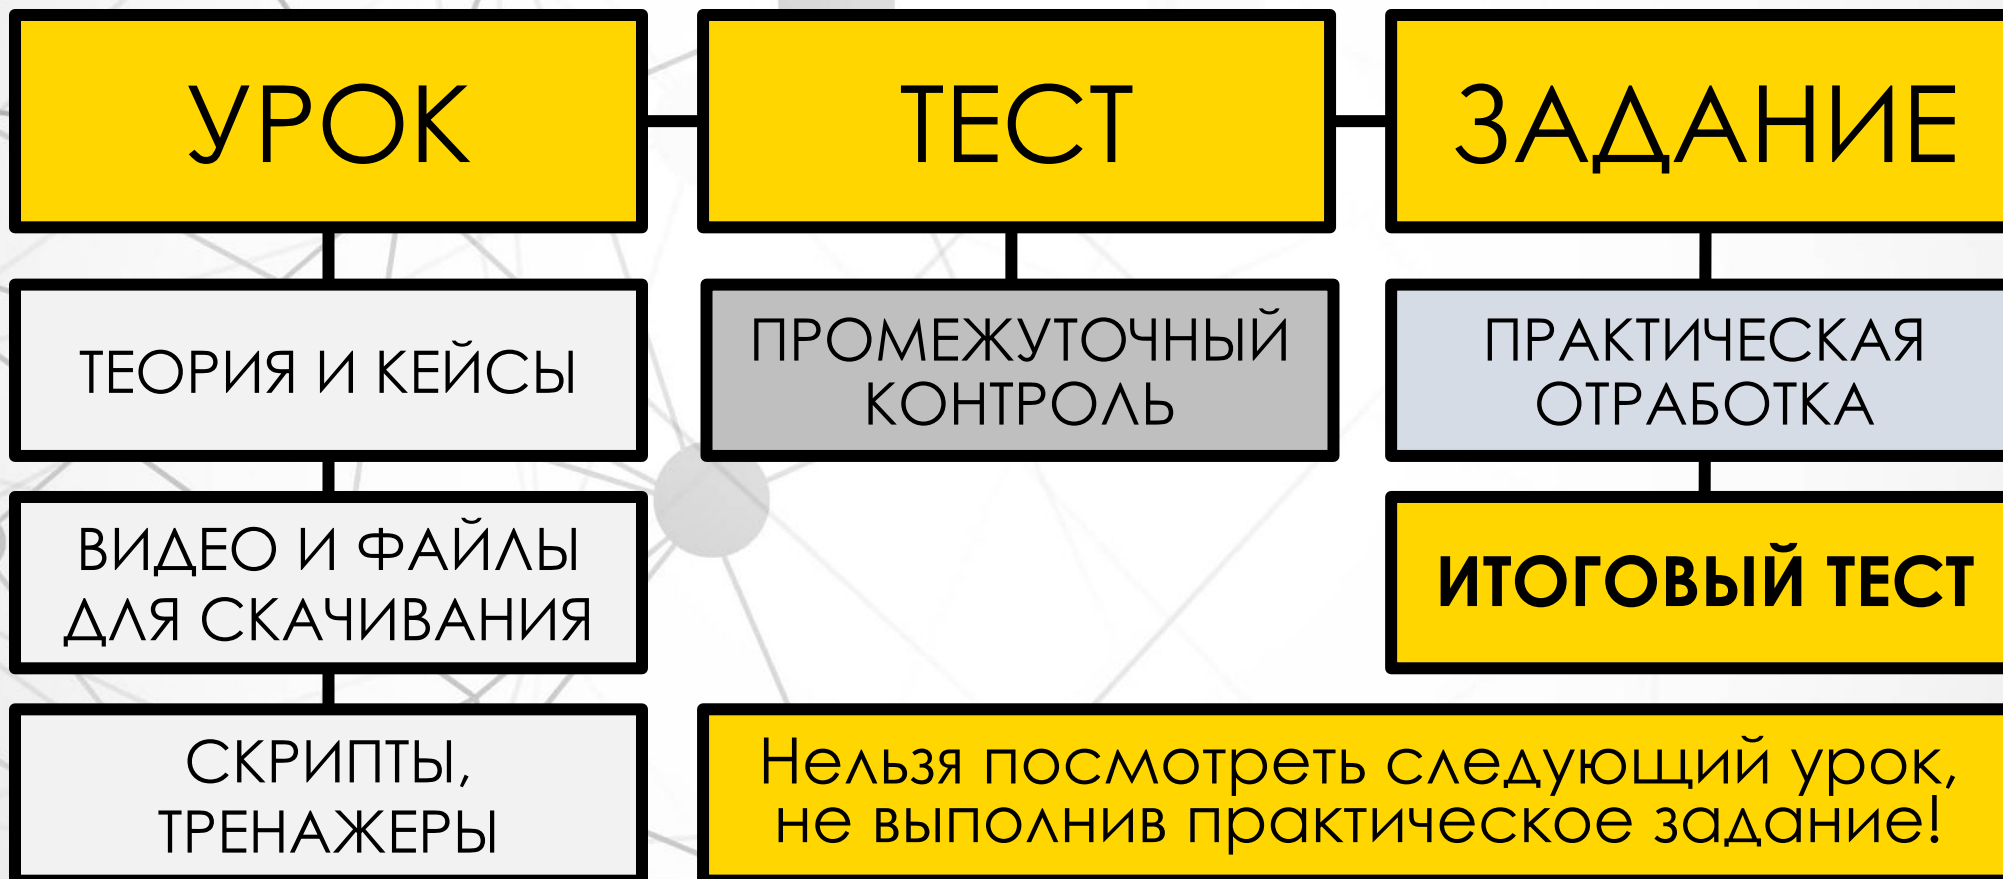 УРОК
ТЕСТ
ЗАДАНИЕ
ТЕОРИЯ И КЕЙСЫ
ПРОМЕЖУТОЧНЫЙ
КОНТРОЛЬ
ПРАКТИЧЕСКАЯ
ОТРАБОТКА
ВИДЕО И ФАЙЛЫ
ДЛЯ СКАЧИВАНИЯ
ИТОГОВЫЙ ТЕСТ
СКРИПТЫ,
ТРЕНАЖЕРЫ
Нельзя посмотреть следующий урок,
не выполнив практическое задание!